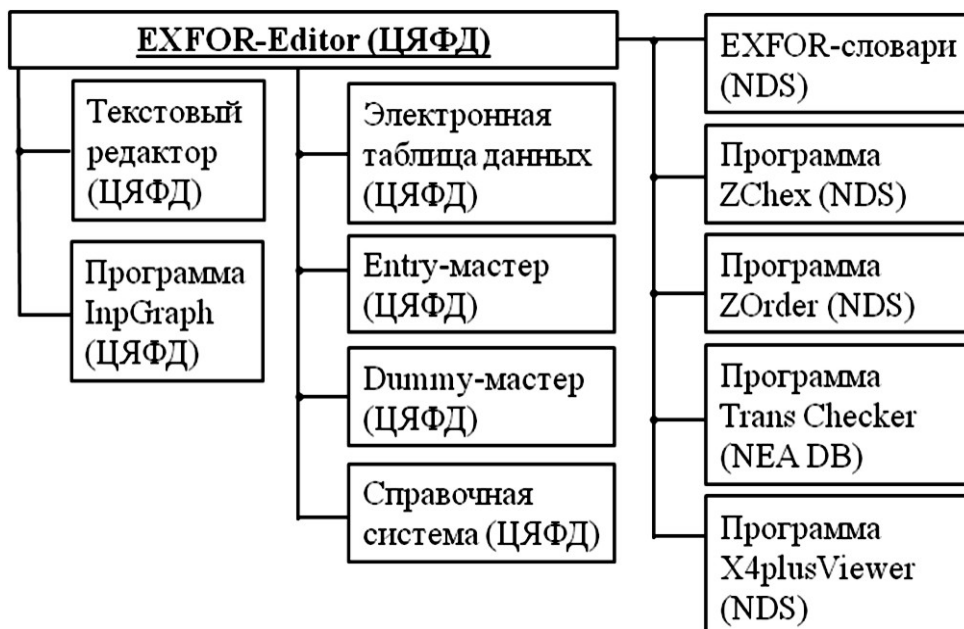 EXFOR-Editor (ЦЯФД)
Текстовый
редактор
(ЦЯФД)
Программа
InpGraph
(ЦЯФД)
Электронная
таблица данных
(ЦЯФД)
Entry-мастер
(ЦЯФД)
Dummy-мастер
(ЦЯФД)
Справочная
система (ЦЯФД)
EXFOR-словари
(NDS)
Программа
ZChex (NDS)
Программа
ZOrder (NDS)
Программа
Trans Checker
(NEA DB)
Программа
X4plusViewer
(NDS)